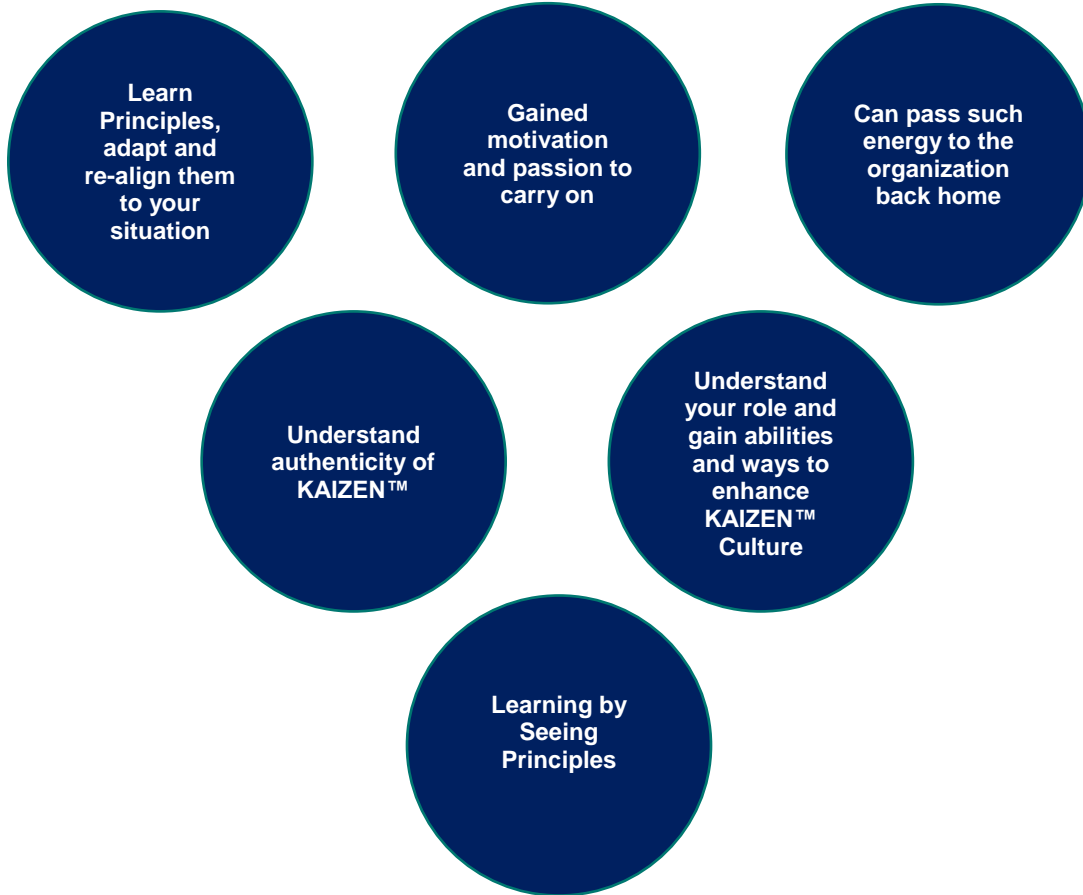 Learn
Principles,
adapt and
re-align them
to your
situation
Gained
motivation
and passion to
carry on
Can pass such
energy to the
organization
back home
Understand
authenticity of
KAIZEN™
Understand
your role and
gain abilities
and ways to
enhance
KAIZEN™
Culture
Learning by
Seeing
Principles